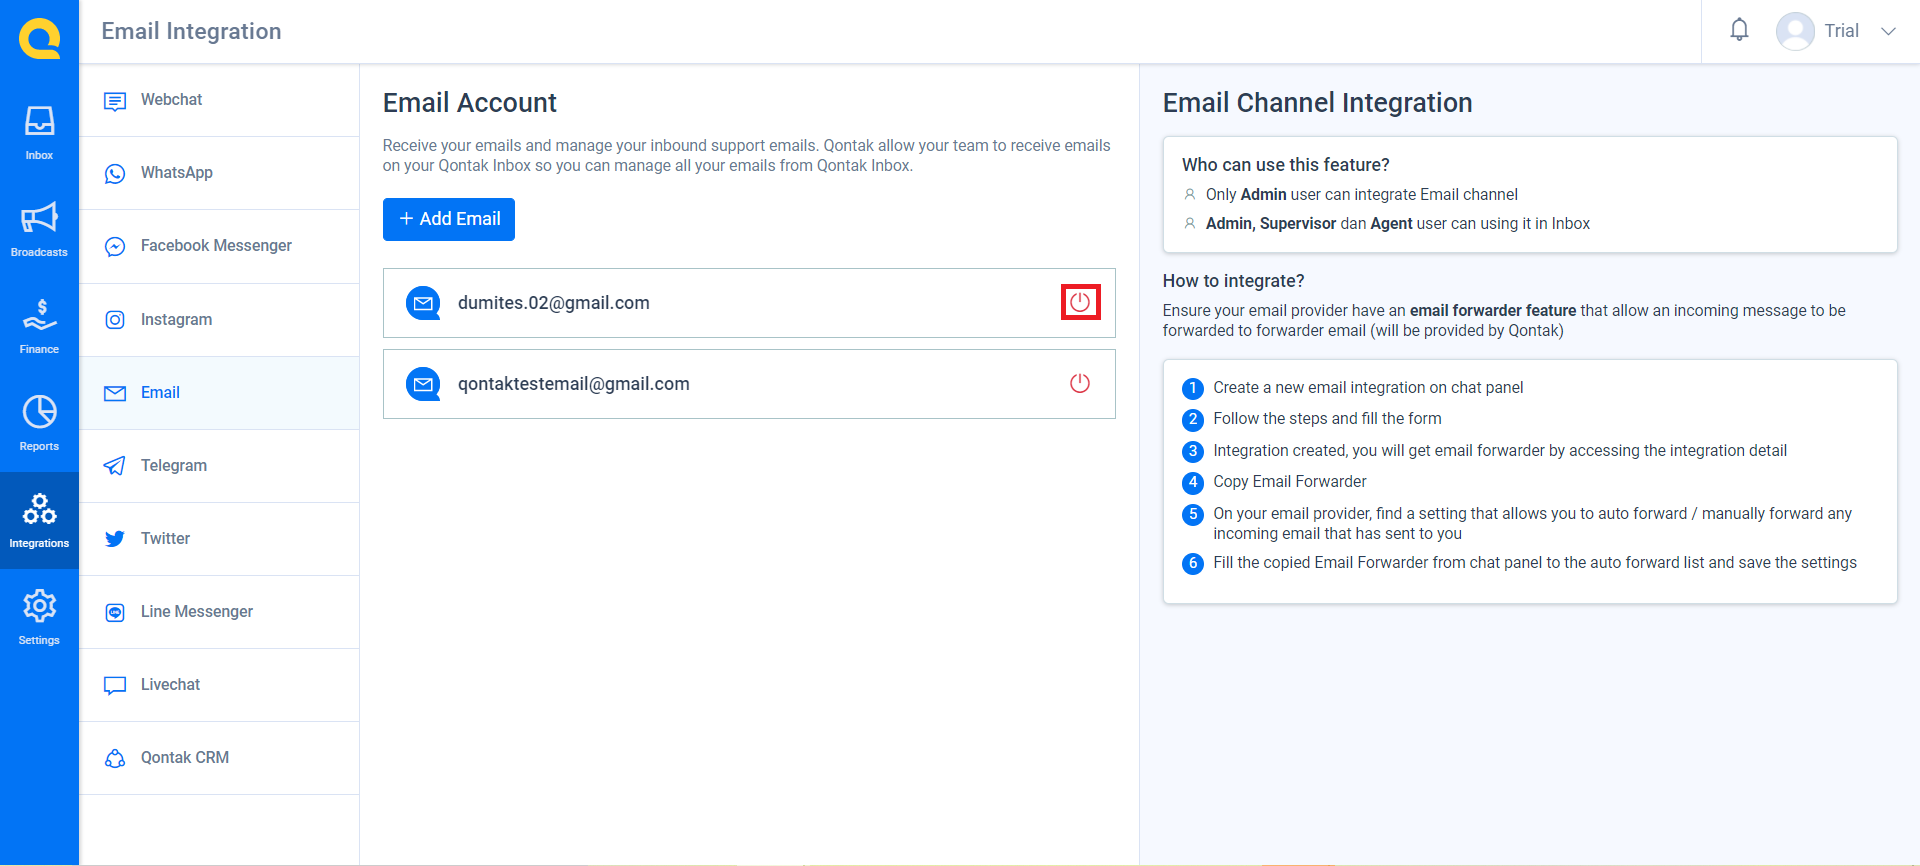 Email Integration
Trial
Inbox
Broadcasts
Finance
Reports
Integrations
Settings
Webchat
WhatsApp
Facebook Messenger
Instagram
Email
Telegram
Twitter
Line Messenger
Livechat
Qontak CRM
Email Account
Receive your emails and manage your inbound support emails. Qontak allow your team to receive emails
on your Qontak Inbox so you can manage all your emails from Qontak Inbox.
+ Add Email
dumites.02@gmail.com
qontaktestemail@gmail.com
Email Channel Integration
Who can use this feature?
Only Admin user can integrate Email channel
Admin, Supervisor dan Agent user can using it in Inbox
How to integrate?
Ensure your email provider have an email forwarder feature that allow an incoming message to be
forwarded to forwarder email (will be provided by Qontak)
1 Create a new email integration on chat panel
2 Follow the steps and fill the form
3 Integration created, you will get email forwarder by accessing the integration detail
4 Copy Email Forwarder
5 On your email provider, find a setting that allows you to auto forward / manually forward any
incoming email that has sent to you
6 Fill the copied Email Forwarder from chat panel to the auto forward list and save the settings